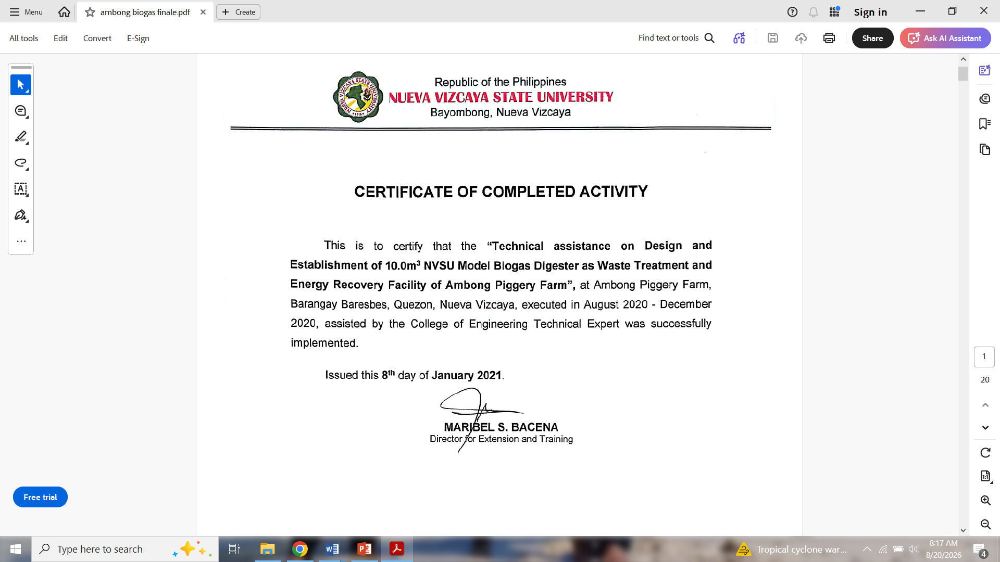 Menu
ambong biogas finale.pdf
Create
Sign in
All tools
Edit
Convert
E-Sign
Find text or tools
Share
Ask AI Assistant
NUEVA VIZCAYA STATE UNIVERSITY
1916
Republic of the Philippines
NUEVA VIZCAYA STATE UNIVERSITY
Bayombong, Nueva Vizcaya
CERTIFICATE OF COMPLETED ACTIVITY
This is to certify that the “Technical assistance on Design and
Establishment of 10.0m³ NVSU Model Biogas Digester as Waste Treatment and
Energy Recovery Facility of Ambong Piggery Farm”, at Ambong Piggery Farm,
Barangay Baresbes, Quezon, Nueva Vizcaya, executed in August 2020 - December
2020, assisted by the College of Engineering Technical Expert was successfully
implemented.
Issued this 8th day of January 2021.
MARIBEL S. BACENA
Director for Extension and Training
1
20
1:1
Free trial
Type here to search
Tropical cyclone war...
8:17 AM
8/20/2026
4